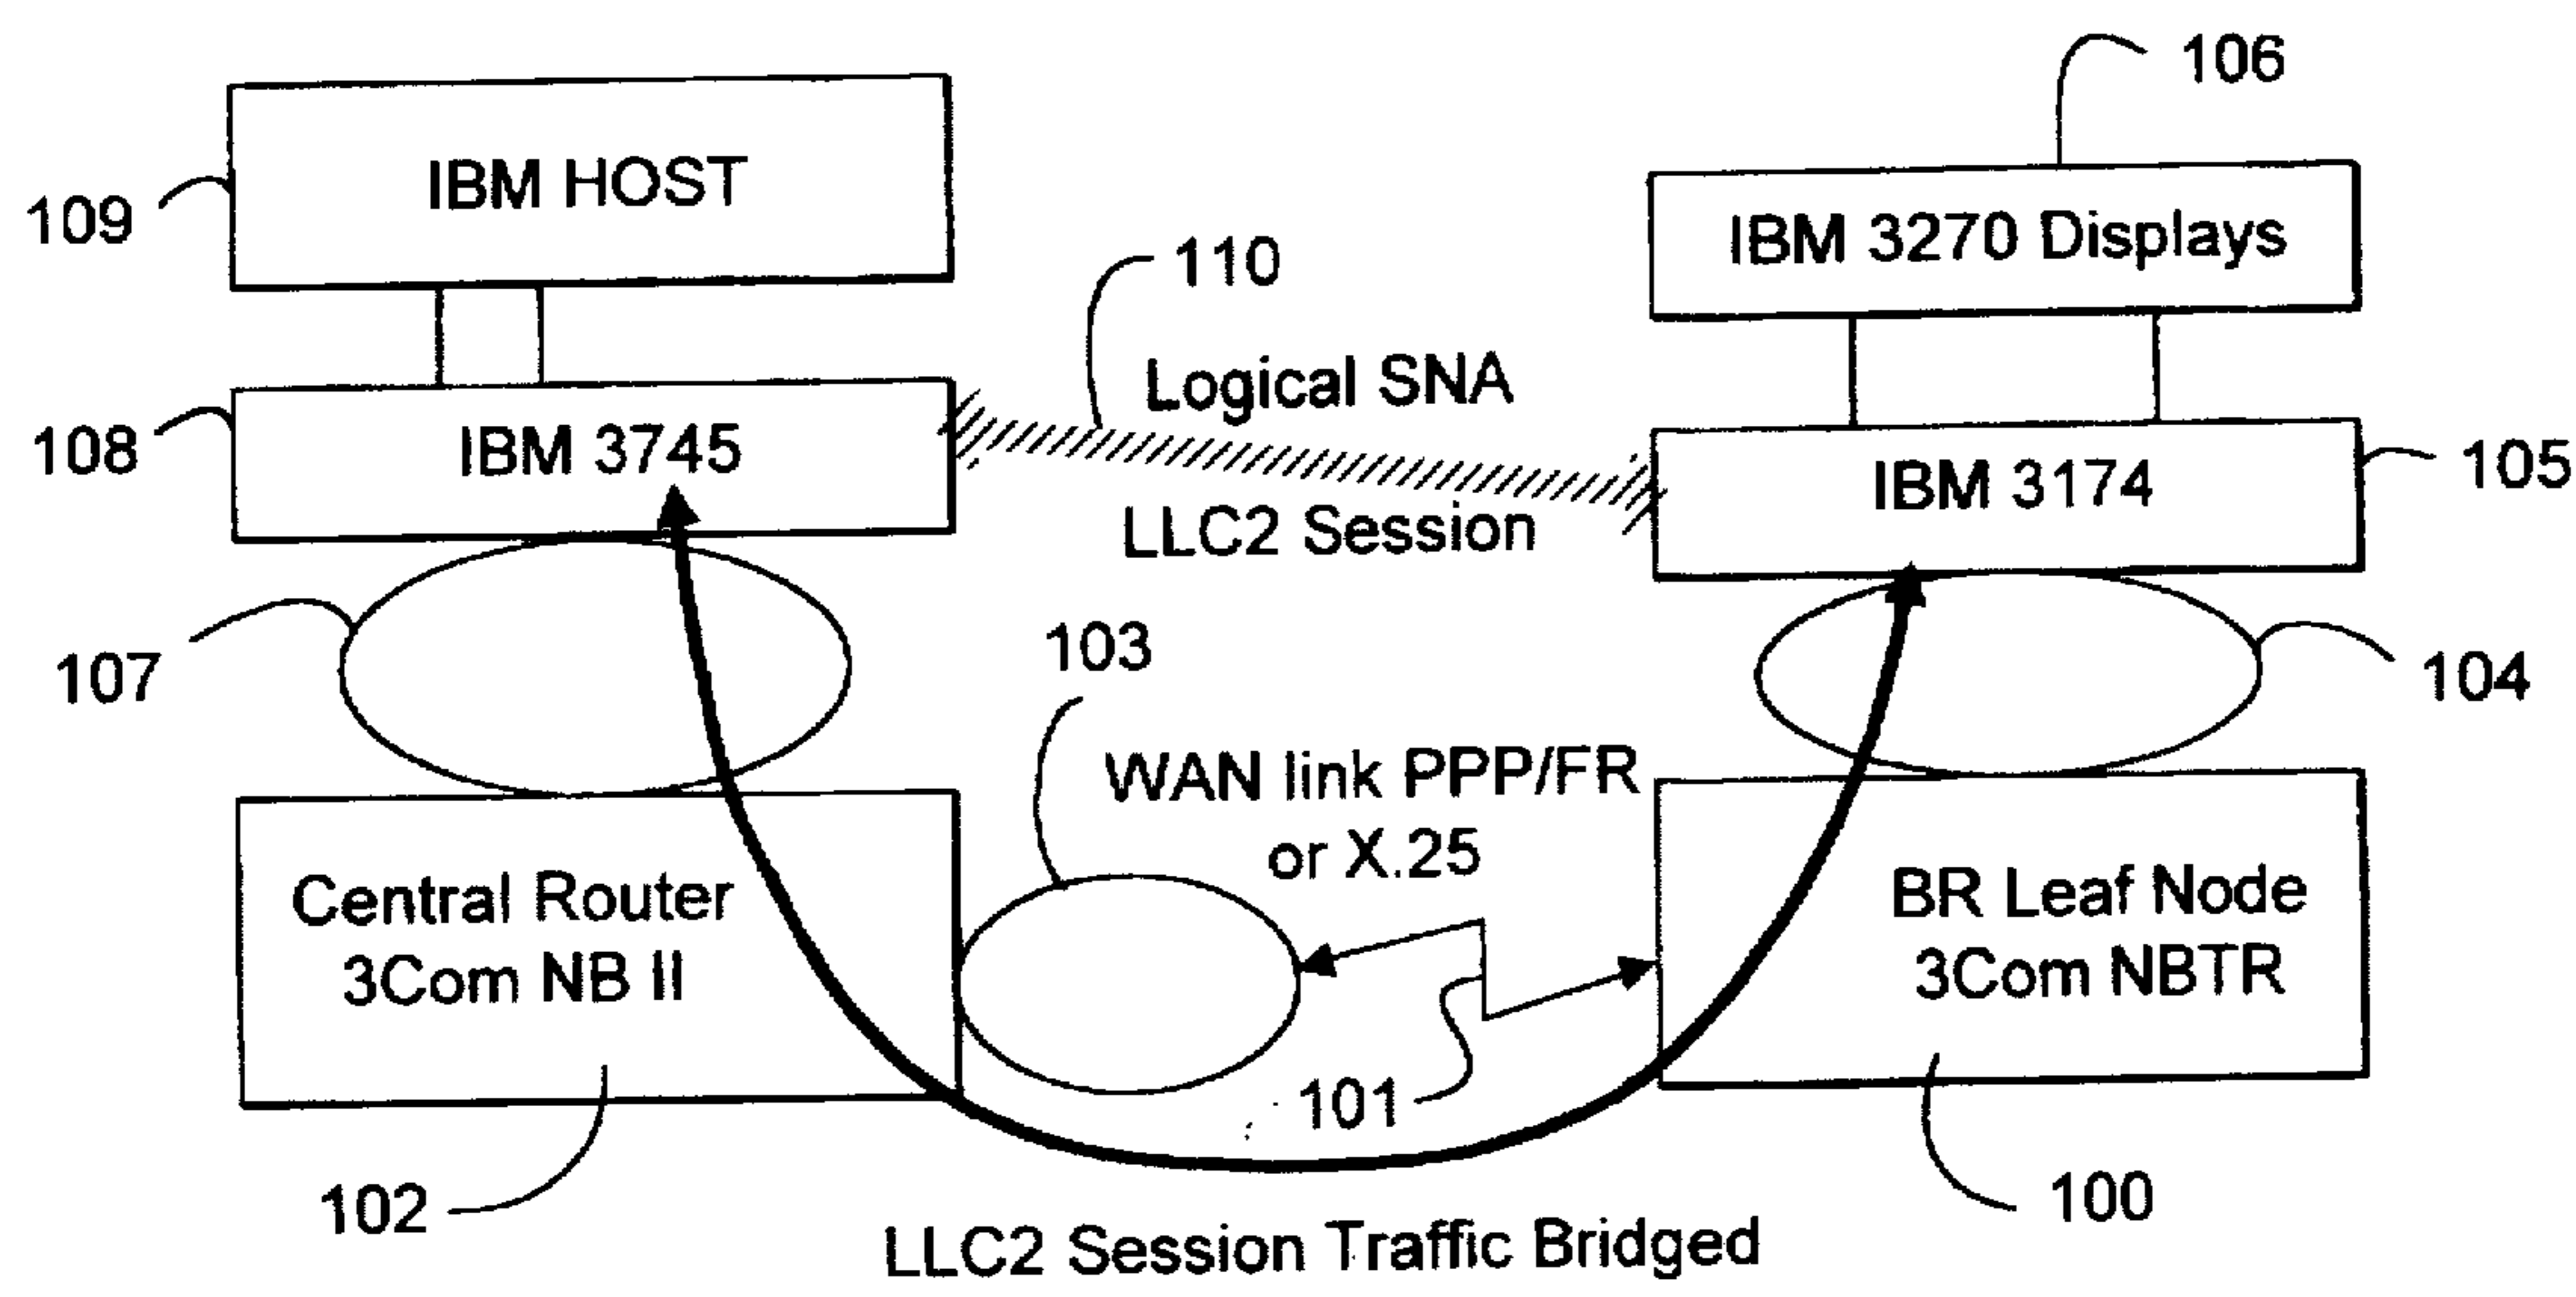 106
IBM HOST
109
IBM 3270 Displays
110
Logical SNA
108
IBM 3745
105
IBM 3174
LLC2 Session
107
103
104
WAN link PPP/FR
or X.25
Central Router
3Com NB II
BR Leaf Node
3Com NBTR
101
102
100
LLC2 Session Traffic Bridged